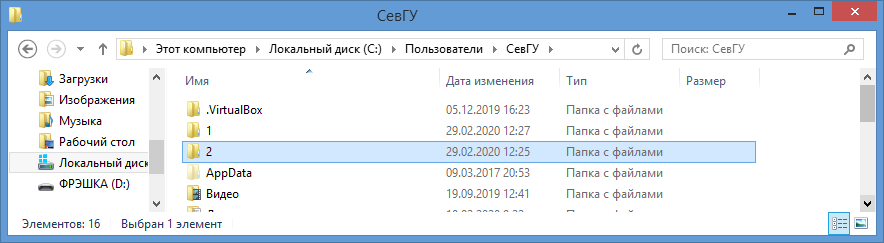 СевГУ
Этот компьютер Локальный диск (C:) Пользователи СевГУ
Поиск: СевГУ
Загрузки
Изображения
Музыка
Рабочий стол
Локальный диск
ФРЭШКА (D:)
Имя Дата изменения Тип Размер
.VirtualBox 05.12.2019 16:23 Папка с файлами
1 29.02.2020 12:27 Папка с файлами
2 29.02.2020 12:25 Папка с файлами
AppData 09.03.2017 20:53 Папка с файлами
Видео 19.09.2019 12:41 Папка с файлами
Элементов: 16 Выбран 1 элемент